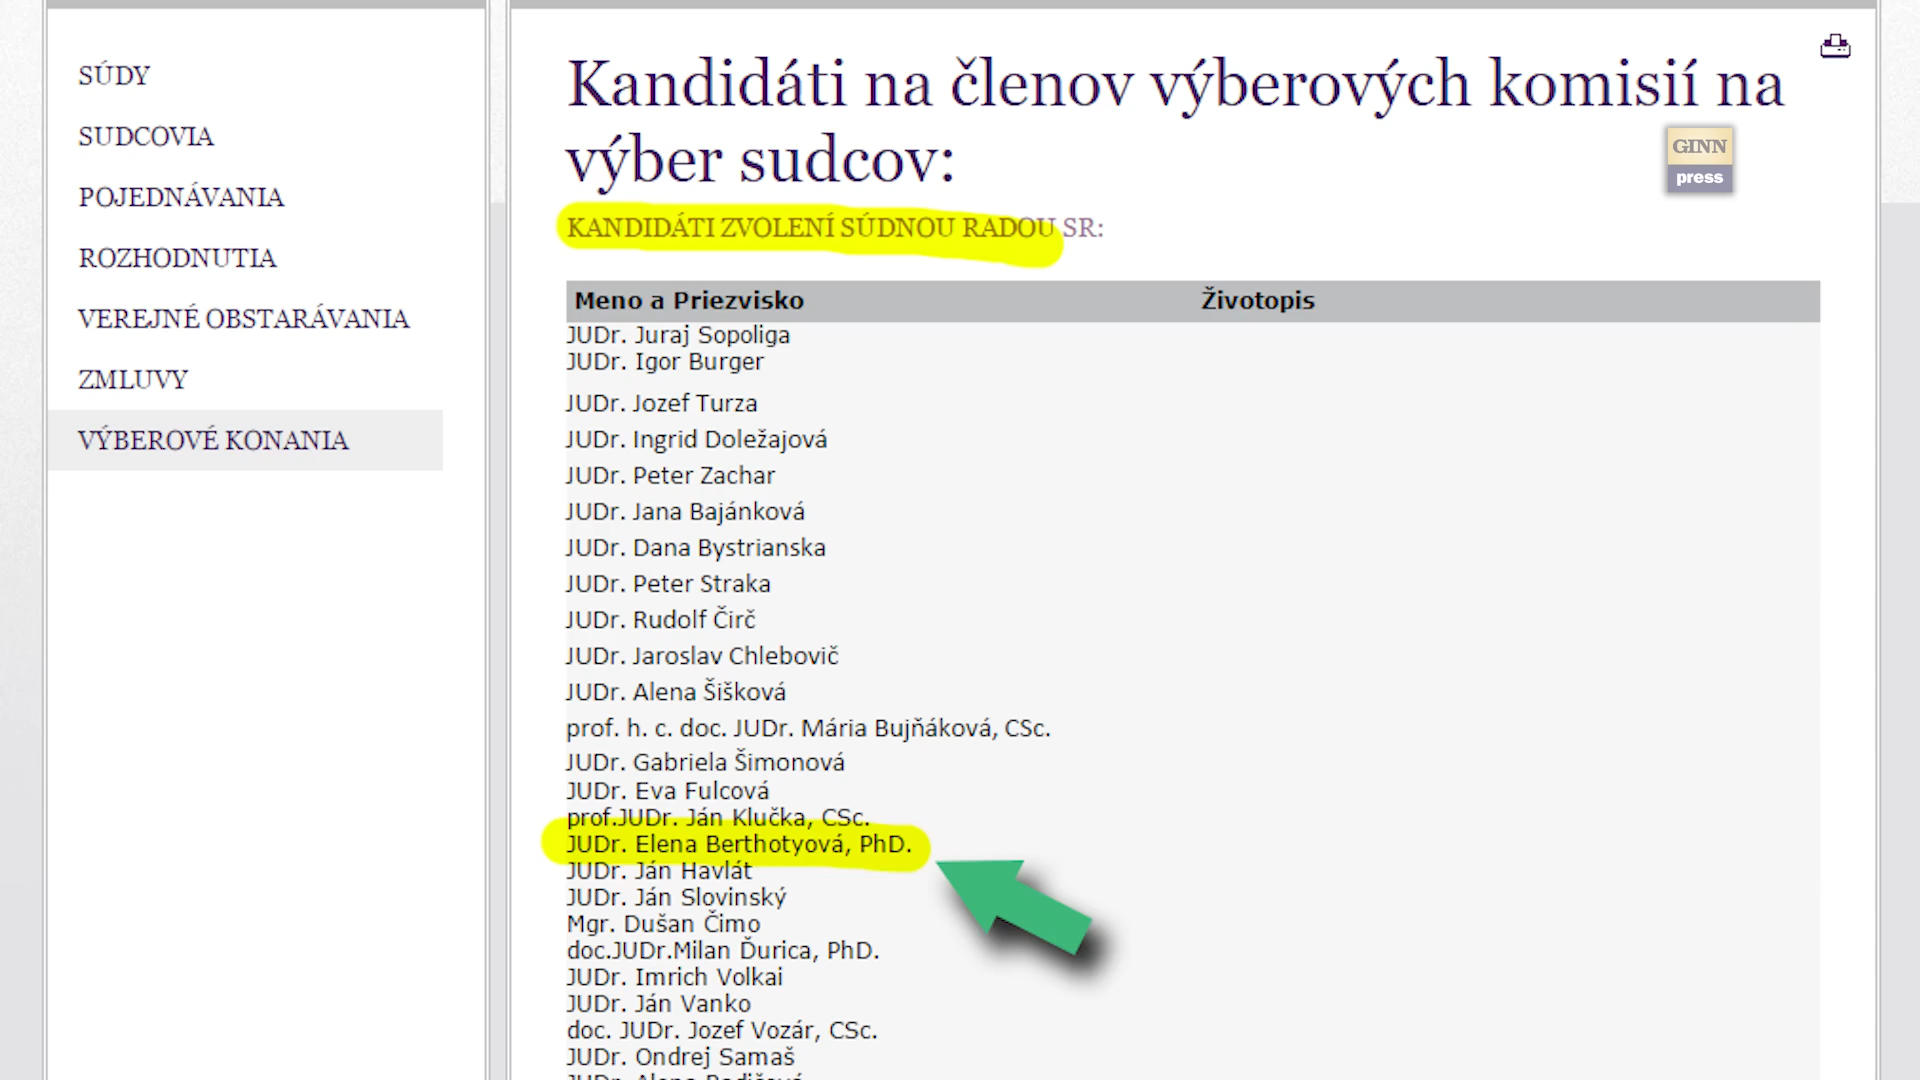 SÚDY
SUDCOVIA
POJEDNÁVANIA
ROZHODNUTIA
VEREJNÉ OBSTARÁVANIA
ZMLUVY
VÝBEROVÉ KONANIA
Kandidáti na členov výberových komisií na
výber sudcov:
GINN
press
KANDIDÁTI ZVOLENÍ SÚDNOU RADOU SR:
Meno a Priezvisko Životopis
JUDr. Juraj Sopoliga
JUDr. Igor Burger
JUDr. Jozef Turza
JUDr. Ingrid Doležajová
JUDr. Peter Zachar
JUDr. Jana Bajánková
JUDr. Dana Bystrianska
JUDr. Peter Straka
JUDr. Rudolf Čirč
JUDr. Jaroslav Chlebovič
JUDr. Alena Šišková
prof. h. c. doc. JUDr. Mária Bujňáková, CSc.
JUDr. Gabriela Šimonová
JUDr. Eva Fulcová
prof.JUDr. Ján Klučka, CSc.
JUDr. Elena Berthotyová, PhD.
JUDr. Ján Havlát
JUDr. Ján Slovinský
Mgr. Dušan Čimo
doc.JUDr.Milan Ďurica, PhD.
JUDr. Imrich Volkai
JUDr. Ján Vanko
doc. JUDr. Jozef Vozár, CSc.
JUDr. Ondrej Samaš